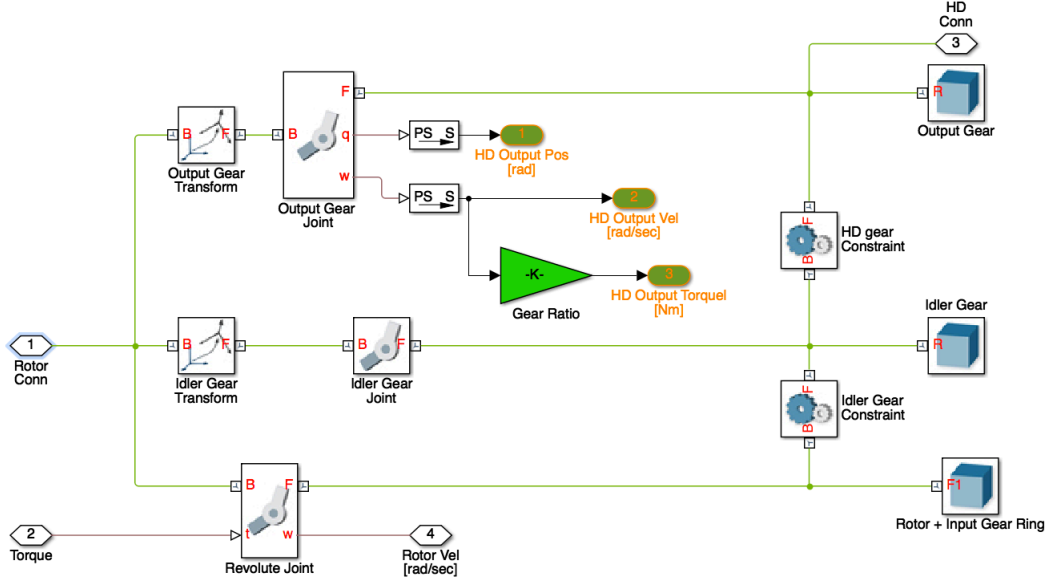 HD
Conn
3
F
R
Output Gear
B F
Output Gear
Transform
B
q
w
Output Gear
Joint
PS S
1
HD Output Pos
[rad]
PS S
2
HD Output Vel
[rad/sec]
-K-
Gear Ratio
3
HD Output Torquel
[Nm]
F
B
HD gear
Constraint
1
Rotor
Conn
B F
Idler Gear
Transform
B F
Idler Gear
Joint
Idler Gear
R
F
B
Idler Gear
Constraint
B F
t w
Revolute Joint
F1
Rotor + Input Gear Ring
2
Torque
4
Rotor Vel
[rad/sec]